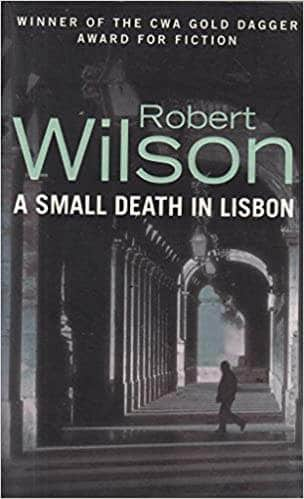 WINNER OF THE CWA GOLD DAGGER
AWARD FOR FICTION
Robert
Wilson
A SMALL DEATH IN LISBON